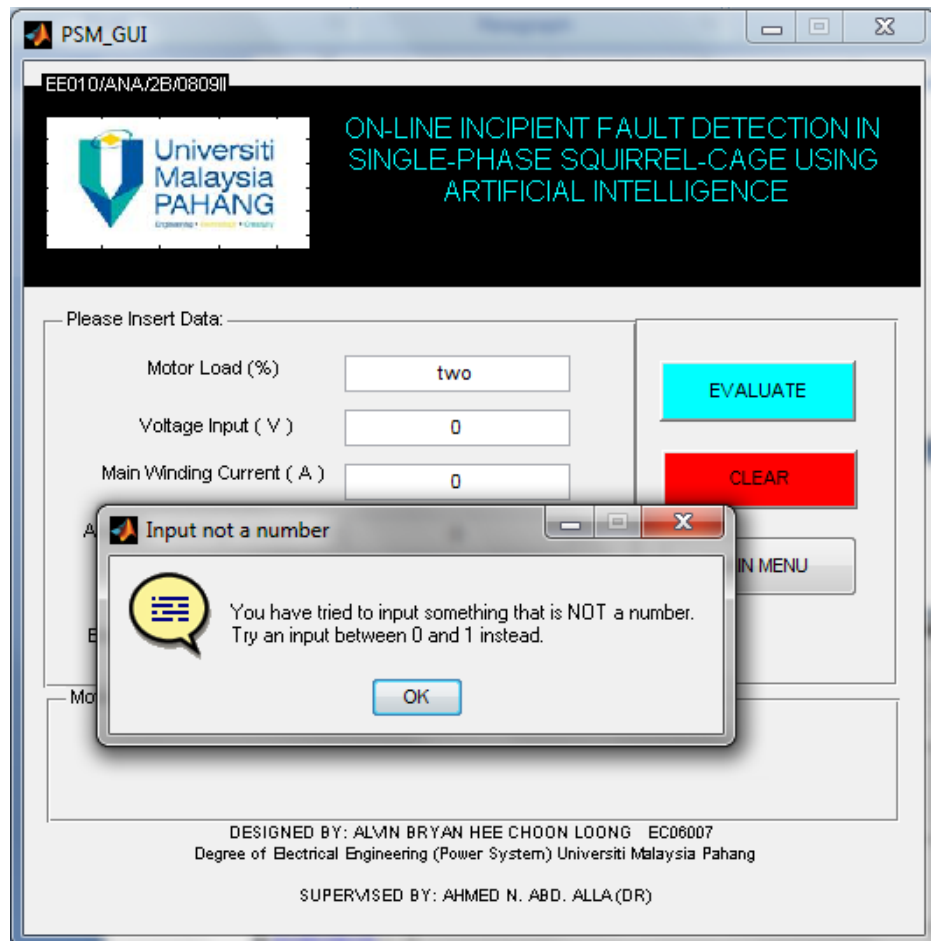 PSM_GUI
EE010/ANA/2B/0809II
Universiti
Malaysia
PAHANG
ON-LINE INCIPIENT FAULT DETECTION IN
SINGLE-PHASE SQUIRREL-CAGE USING
ARTIFICIAL INTELLIGENCE
Please Insert Data:
Motor Load (%)
two
EVALUATE
Voltage Input ( V )
0
Main Winding Current ( A )
0
CLEAR
A
Input not a number
IN MENU
You have tried to input something that is NOT a number.
Try an input between 0 and 1 instead.
OK
Mo
DESIGNED BY: ALVIN BRYAN HEE CHOON LOONG EC06007
Degree of Electrical Engineering (Power System) Universiti Malaysia Pahang
SUPERVISED BY: AHMED N. ABD. ALLA (DR)